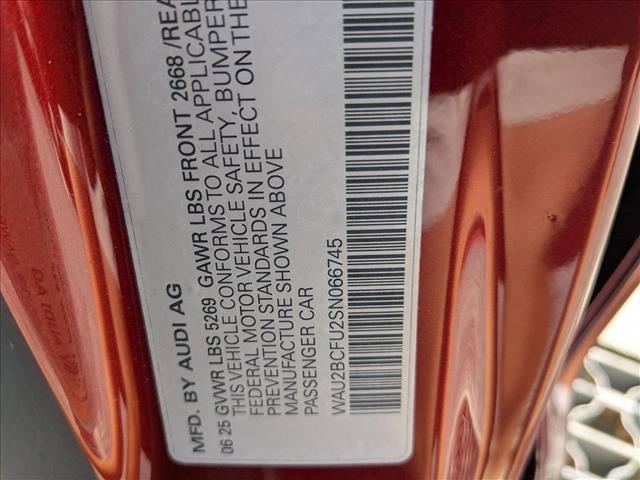 MFD. BY AUDI AG
06 25 GVWR LBS 5269 GAWR LBS FRONT 2668 /REA
THIS VEHICLE CONFORMS TO ALL APPLICABLE
FEDERAL MOTOR VEHICLE SAFETY, BUMPER
PREVENTION STANDARDS IN EFFECT ON THE
MANUFACTURE SHOWN ABOVE
PASSENGER CAR
WAU2BCFU2SN066745